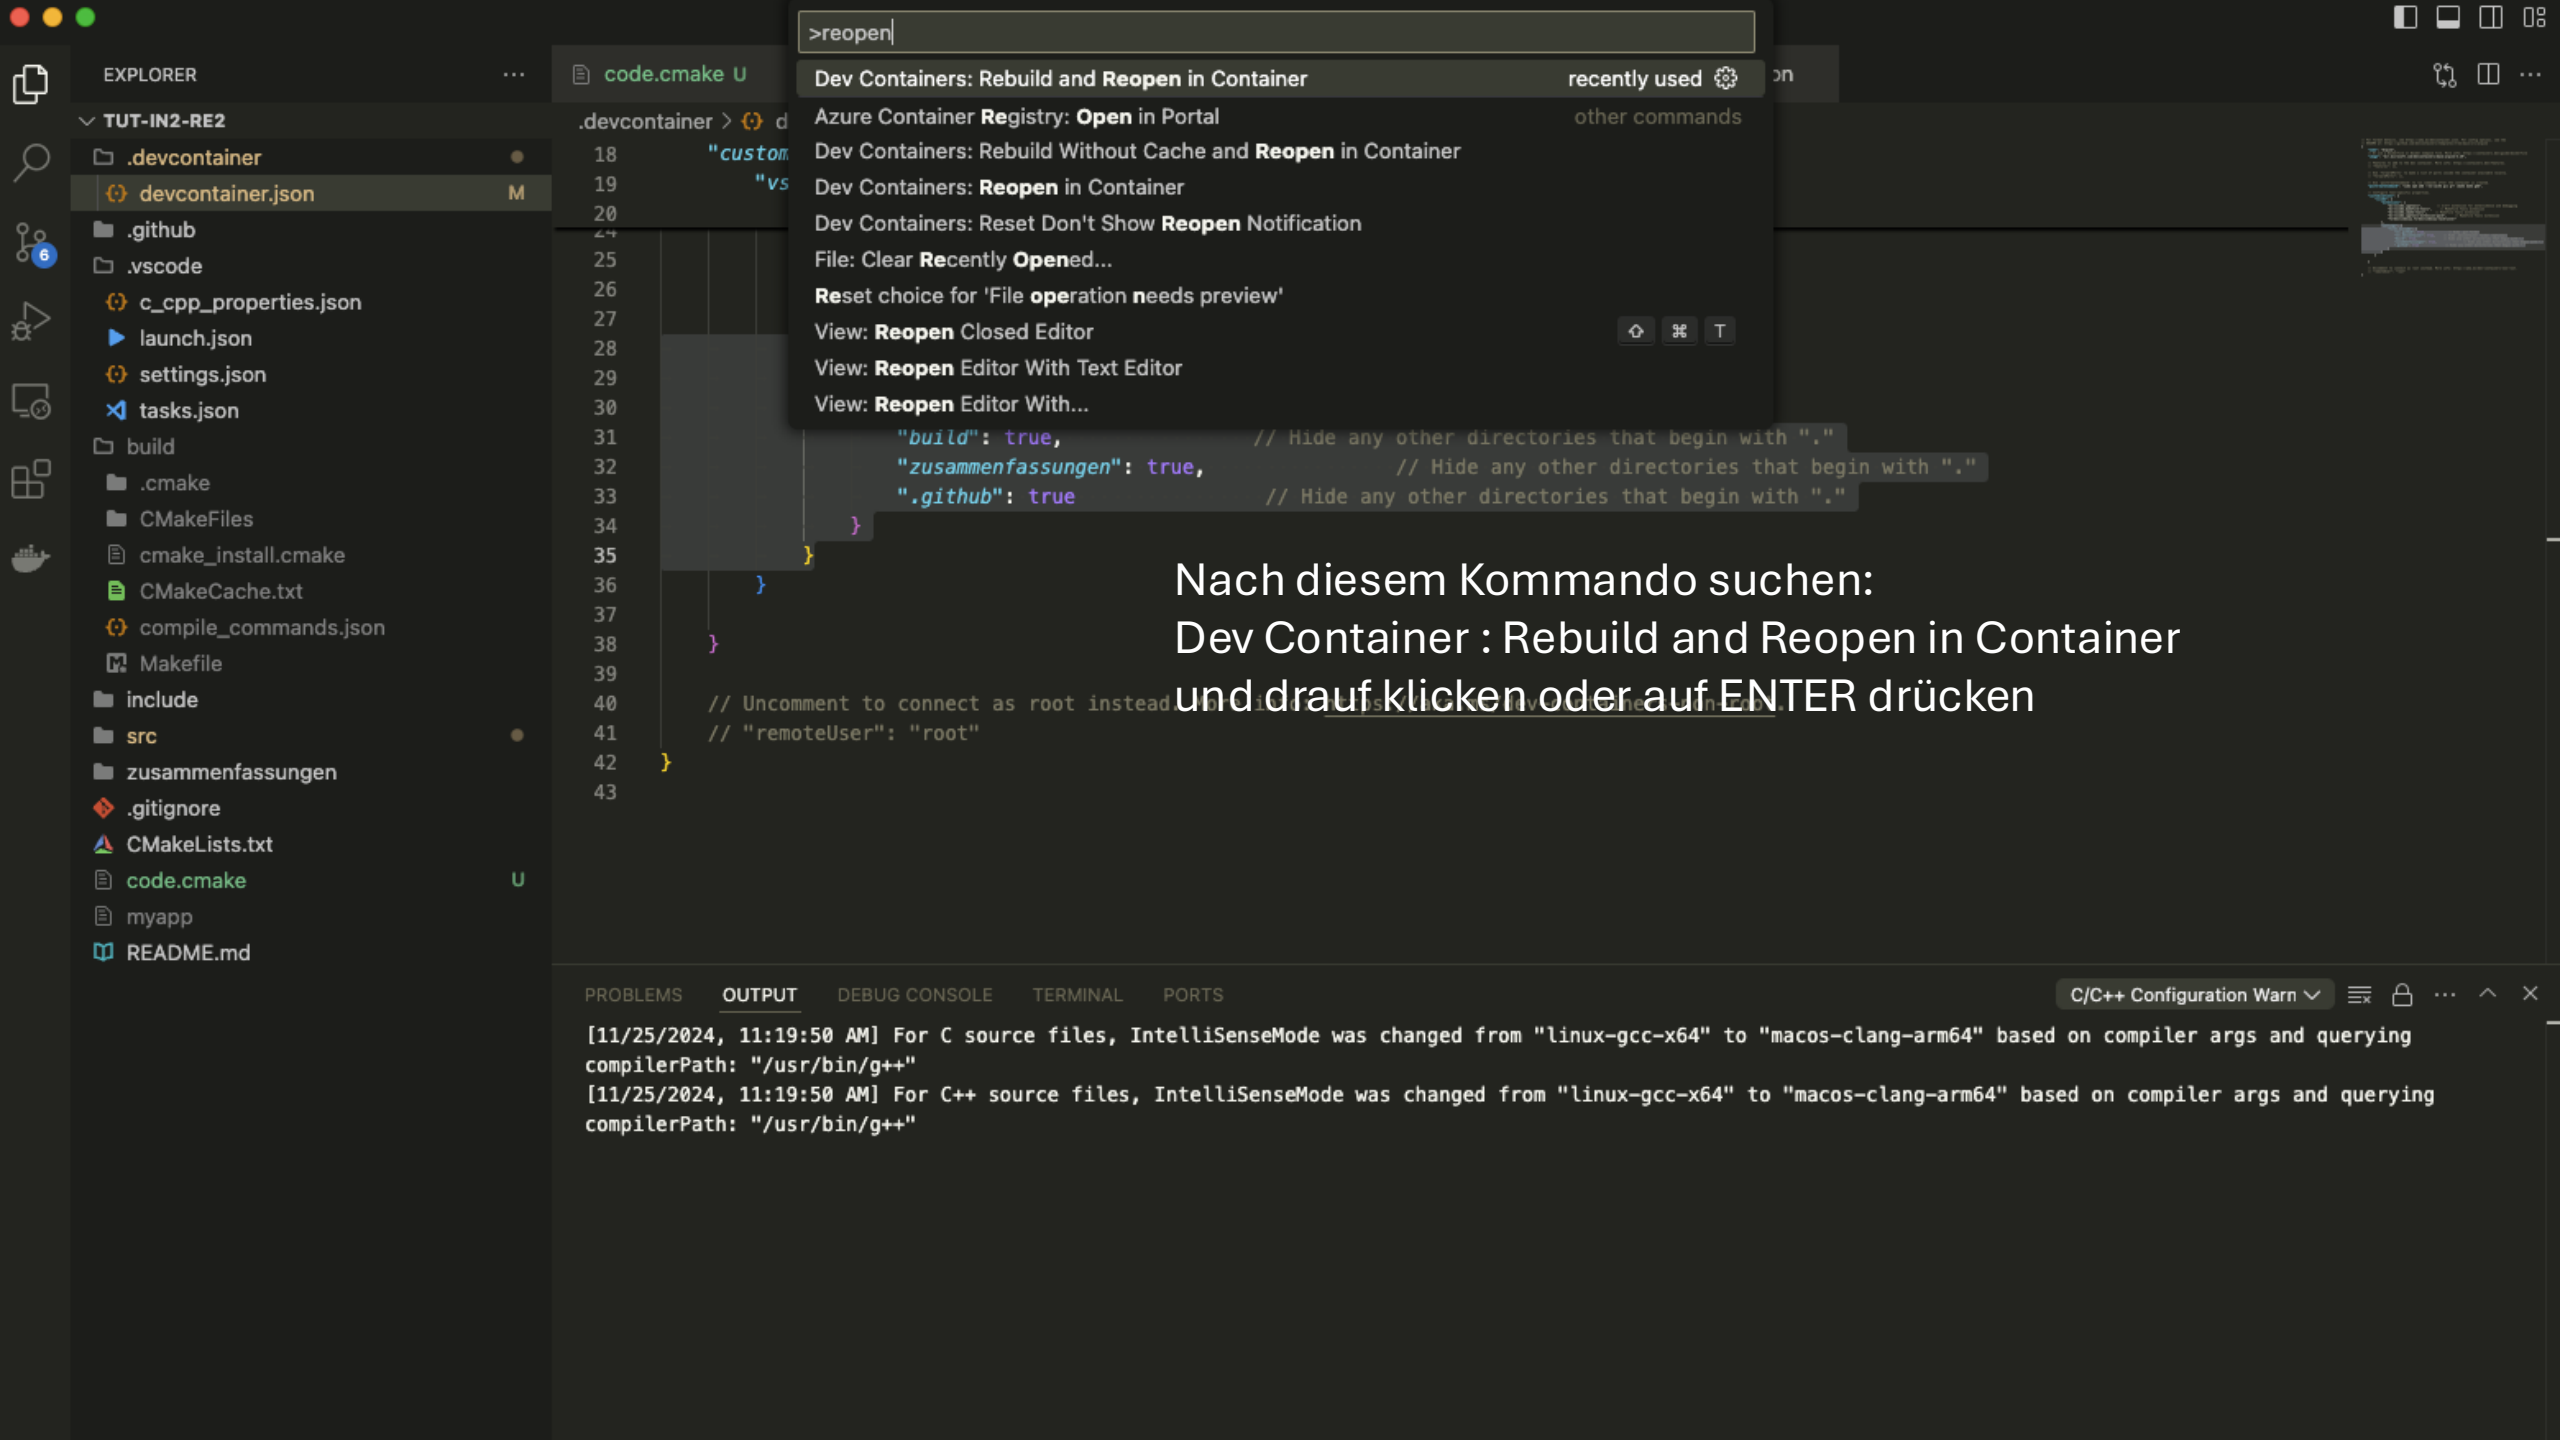 >reopen
Dev Containers: Rebuild and Reopen in Container recently used
Azure Container Registry: Open in Portal other commands
Dev Containers: Rebuild Without Cache and Reopen in Container
Dev Containers: Reopen in Container
Dev Containers: Reset Don't Show Reopen Notification
File: Clear Recently Opened...
Reset choice for 'File operation needs preview'
View: Reopen Closed Editor ⇧ ⌘ T
View: Reopen Editor With Text Editor
View: Reopen Editor With...
EXPLORER
TUT-IN2-RE2
.devcontainer
devcontainer.json M
.github
.vscode
c_cpp_properties.json
launch.json
settings.json
tasks.json
build
.cmake
CMakeFiles
cmake_install.cmake
CMakeCache.txt
compile_commands.json
Makefile
include
src
zusammenfassungen
.gitignore
CMakeLists.txt
code.cmake U
myapp
README.md
6
code.cmake U
.devcontainer > {} d
18 "custom
19 "vs
20
24
25
26
27
28
29
30
31 "build": true, // Hide any other directories that begin with "."
32 "zusammenfassungen": true, // Hide any other directories that begin with "."
33 ".github": true // Hide any other directories that begin with "."
34 }
35 }
36 }
37
38 }
39
40 // Uncomment to connect as root instead.
41 // "remoteUser": "root"
42 }
43
Nach diesem Kommando suchen:
Dev Container : Rebuild and Reopen in Container
und drauf klicken oder auf ENTER drücken
PROBLEMS OUTPUT DEBUG CONSOLE TERMINAL PORTS C/C++ Configuration Warn
[11/25/2024, 11:19:50 AM] For C source files, IntelliSenseMode was changed from "linux-gcc-x64" to "macos-clang-arm64" based on compiler args and querying
compilerPath: "/usr/bin/g++"
[11/25/2024, 11:19:50 AM] For C++ source files, IntelliSenseMode was changed from "linux-gcc-x64" to "macos-clang-arm64" based on compiler args and querying
compilerPath: "/usr/bin/g++"